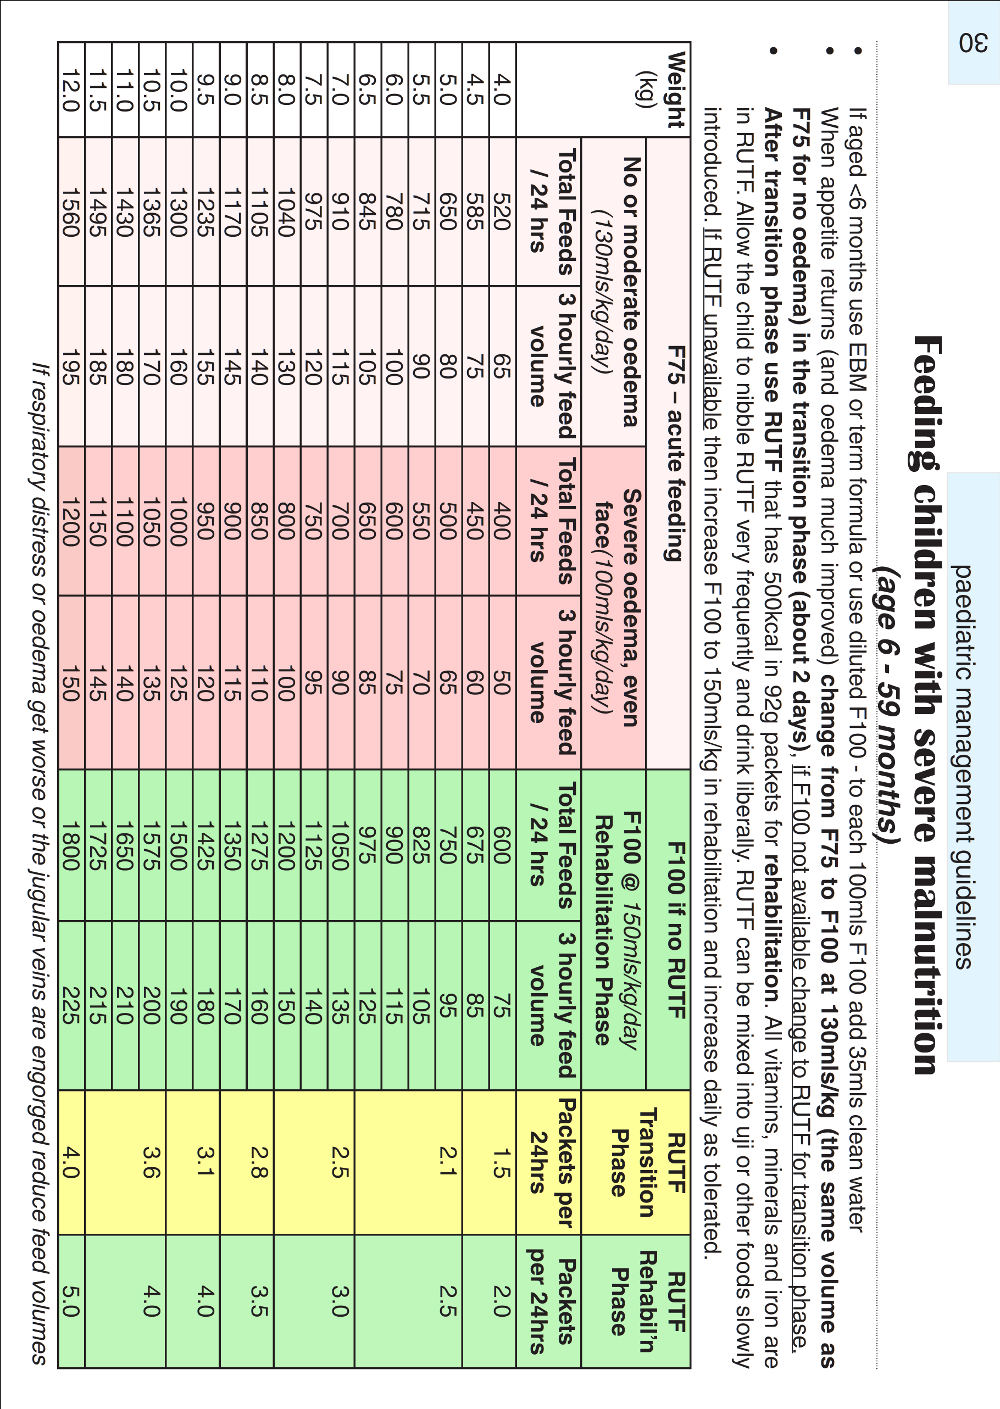 30
paediatric management guidelines
Feeding children with severe malnutrition
(age 6 - 59 months)
• If aged <6 months use EBM or term formula or use diluted F100 - to each 100mls F100 add 35mls clean water
• When appetite returns (and oedema much improved) change from F75 to F100 at 130mls/kg (the same volume as
F75 for no oedema) in the transition phase (about 2 days), if F100 not available change to RUTF for transition phase.
• After transition phase use RUTF that has 500kcal in 92g packets for rehabilitation. All vitamins, minerals and iron are
in RUTF. Allow the child to nibble RUTF very frequently and drink liberally. RUTF can be mixed into uji or other foods slowly
introduced. If RUTF unavailable then increase F100 to 150mls/kg in rehabilitation and increase daily as tolerated.
Weight (kg) F75 – acute feeding F100 if no RUTF RUTF Transition Phase RUTF Rehabil'n Phase
No or moderate oedema (130mls/kg/day) Severe oedema, even face(100mls/kg/day) F100 @ 150mls/kg/day Rehabilitation Phase
Total Feeds / 24 hrs 3 hourly feed volume Total Feeds / 24 hrs 3 hourly feed volume Total Feeds / 24 hrs 3 hourly feed volume Packets per 24hrs Packets per 24hrs
4.0 520 65 400 50 600 75 1.5 2.0
4.5 585 75 450 60 675 85
5.0 650 80 500 65 750 95 2.1 2.5
5.5 715 90 550 70 825 105
6.0 780 100 600 75 900 115
6.5 845 105 650 85 975 125
7.0 910 115 700 90 1050 135 2.5 3.0
7.5 975 120 750 95 1125 140
8.0 1040 130 800 100 1200 150
8.5 1105 140 850 110 1275 160 2.8 3.5
9.0 1170 145 900 115 1350 170
9.5 1235 155 950 120 1425 180 3.1 4.0
10.0 1300 160 1000 125 1500 190
10.5 1365 170 1050 135 1575 200 3.6 4.0
11.0 1430 180 1100 140 1650 210
11.5 1495 185 1150 145 1725 215
12.0 1560 195 1200 150 1800 225 4.0 5.0
If respiratory distress or oedema get worse or the jugular veins are engorged reduce feed volumes